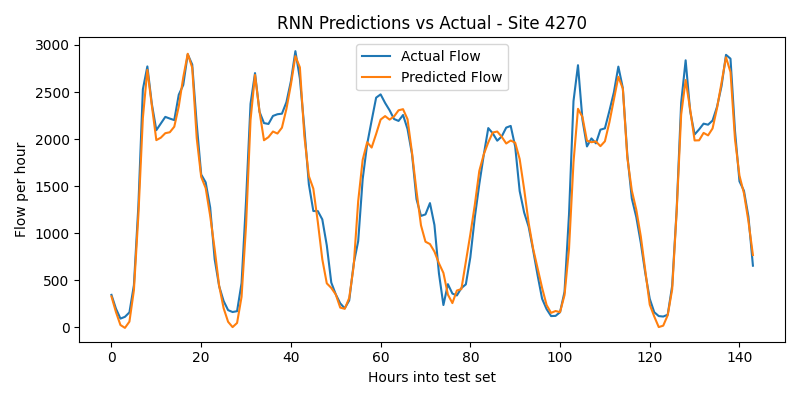 RNN Predictions vs Actual - Site 4270
Actual Flow
Predicted Flow
3000
2500
2000
1500
1000
500
0
Flow per hour
0 20 40 60 80 100 120 140
Hours into test set